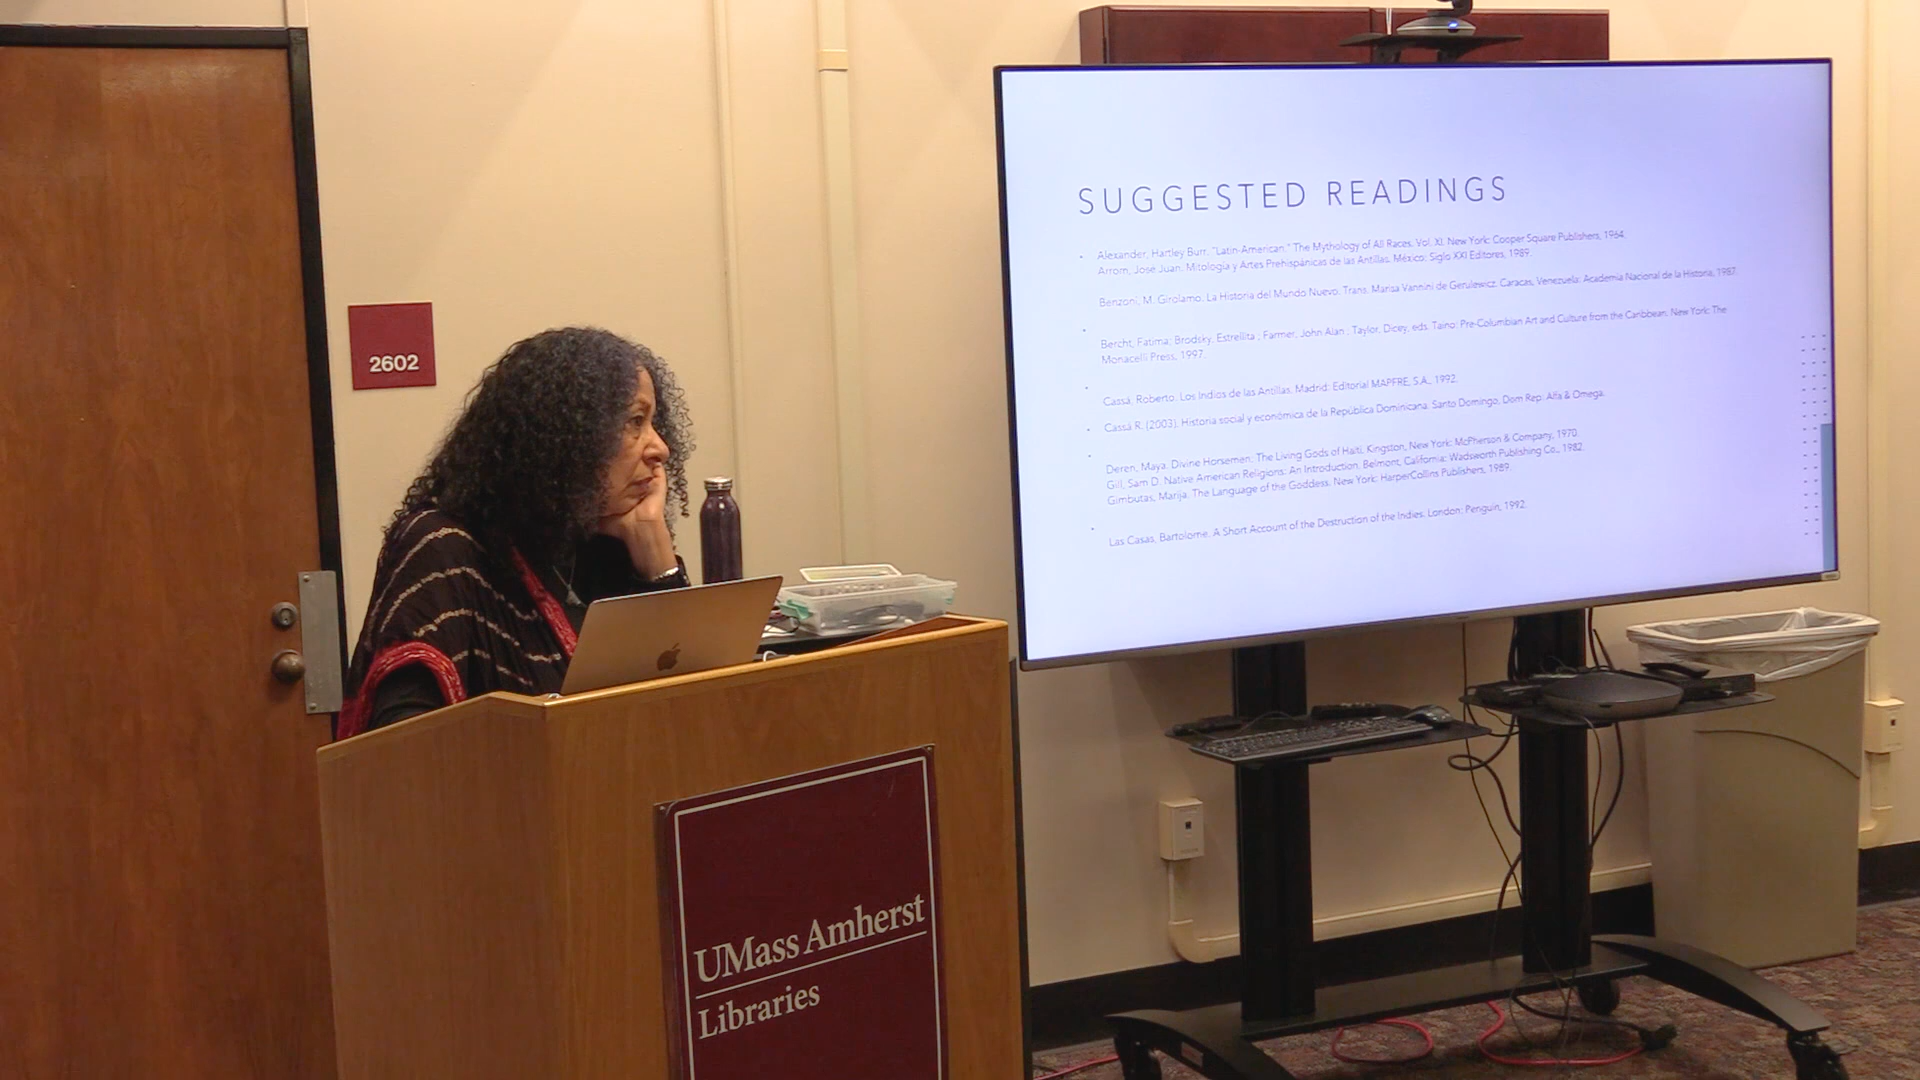 2602
SUGGESTED READINGS
Alexander, Hartley Burr. "Latin-American." The Mythology of All Races. Vol. XI. New York: Cooper Square Publishers, 1964.
Arrom, José Juan. Mitología y Artes Prehispánicas de las Antillas. México: Siglo XXI Editores, 1989.
Benzoni, M. Girolamo. La Historia del Mundo Nuevo. Trans. Marisa Vannini de Gerulewicz. Caracas, Venezuela: Academia Nacional de la Historia, 1987.
Bercht, Fatima; Brodsky, Estrellita ; Farmer, John Alan ; Taylor, Dicey, eds. Taíno: Pre-Columbian Art and Culture from the Caribbean. New York: The
Monacelli Press, 1997.
Cassá, Roberto. Los Indios de las Antillas. Madrid: Editorial MAPFRE, S.A., 1992.
Cassá R. (2003). Historia social y económica de la República Dominicana. Santo Domingo, Dom Rep: Alfa & Omega.
Deren, Maya. Divine Horsemen: The Living Gods of Haiti. Kingston, New York: McPherson & Company, 1970.
Gill, Sam D. Native American Religions: An Introduction. Belmont, California: Wadsworth Publishing Co., 1982.
Gimbutas, Marija. The Language of the Goddess. New York: HarperCollins Publishers, 1989.
Las Casas, Bartolome. A Short Account of the Destruction of the Indies. London: Penguin, 1992.
UMass Amherst
Libraries